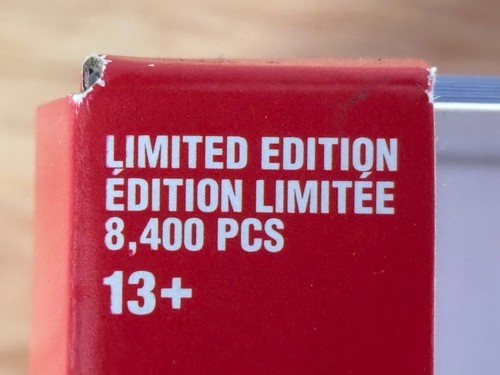 LIMITED EDITION
ÉDITION LIMITÉE
8,400 PCS
13+